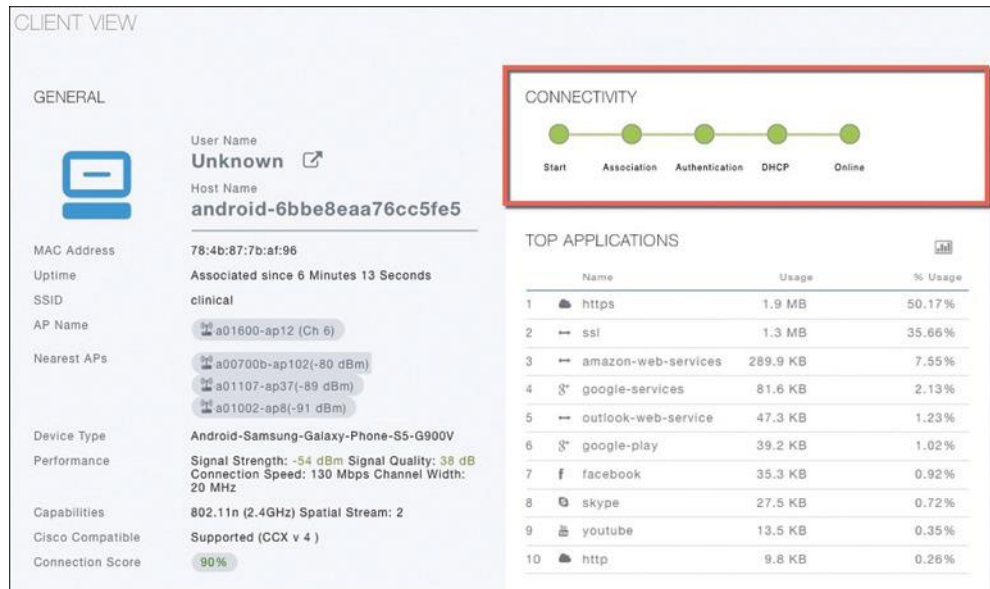 CLIENT VIEW
GENERAL
User Name
Unknown
Host Name
android-6bbe8eaa76cc5fe5
MAC Address 78:4b:87:7b:af:96
Uptime Associated since 6 Minutes 13 Seconds
SSID clinical
AP Name a01600-ap12 (Ch 6)
Nearest APs a00700b-ap102(-80 dBm)
a01107-ap37(-89 dBm)
a01002-ap8(-91 dBm)
Device Type Android-Samsung-Galaxy-Phone-S5-G900V
Performance Signal Strength: -54 dBm Signal Quality: 38 dB
Connection Speed: 130 Mbps Channel Width:
20 MHz
Capabilities 802.11n (2.4GHz) Spatial Stream: 2
Cisco Compatible Supported (CCX v 4 )
Connection Score 90%
CONNECTIVITY
Start Association Authentication DHCP Online
TOP APPLICATIONS
Name Usage % Usage
1 https 1.9 MB 50.17%
2 ssl 1.3 MB 35.66%
3 amazon-web-services 289.9 KB 7.55%
4 google-services 81.6 KB 2.13%
5 outlook-web-service 47.3 KB 1.23%
6 google-play 39.2 KB 1.02%
7 facebook 35.3 KB 0.92%
8 skype 27.5 KB 0.72%
9 youtube 13.5 KB 0.35%
10 http 9.8 KB 0.26%